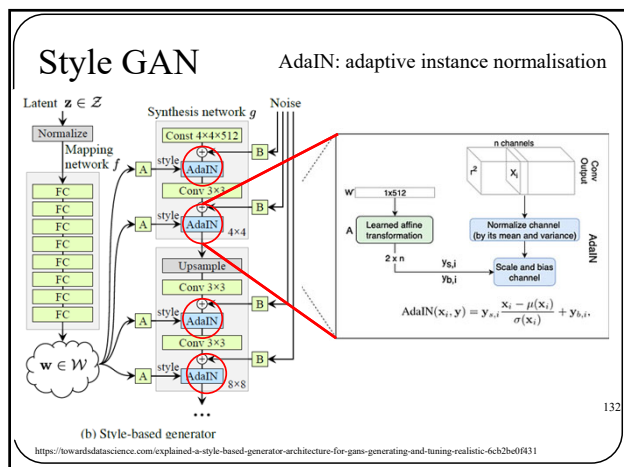 Style GAN
AdaIN: adaptive instance normalisation
Latent z ∈ Z
Normalize
Mapping
network f
FC
FC
FC
FC
FC
FC
FC
FC
w ∈ W
Synthesis network g
Noise
Const 4×4×512
B
A
style
AdaIN
Conv 3×3
B
A
style
AdaIN
4×4
Upsample
Conv 3×3
B
A
style
AdaIN
Conv 3×3
B
A
style
AdaIN
8×8
...
(b) Style-based generator
n channels
Xi
Conv
Output
W
1x512
A
Learned affine
transformation
Normalize channel
(by its mean and variance)
AdaIN
2 x n
ys,i
yb,i
Scale and bias
channel
AdaIN(xi, y) = ys,i (xi − μ(xi)) / σ(xi) + yb,i,
132
https://towardsdatascience.com/explained-a-style-based-generator-architecture-for-gans-generating-and-tuning-realistic-6cb2be0f431